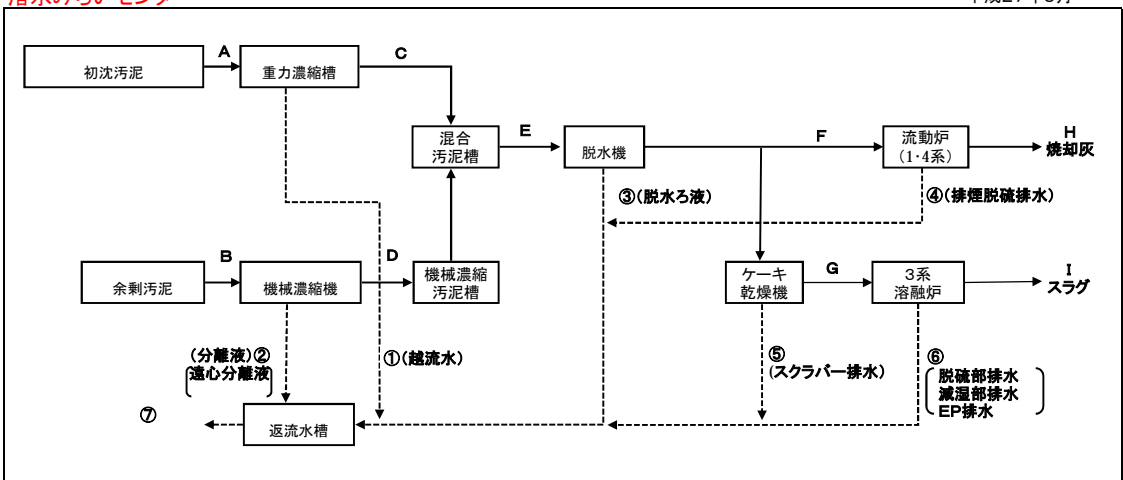 A
C
初沈汚泥
重力濃縮槽
混合
汚泥槽
E
脱水機
F
流動炉
(1・4系)
H
焼却灰
③(脱水ろ液)
④(排煙脱硫排水)
B
D
余剰汚泥
機械濃縮機
機械濃縮
汚泥槽
ケーキ
乾燥機
G
3系
溶融炉
I
スラグ
(分離液)②
遠心分離液
①(越流水)
⑤
(スクラバー排水)
⑥
脱硫部排水
減湿部排水
EP排水
⑦
返流水槽